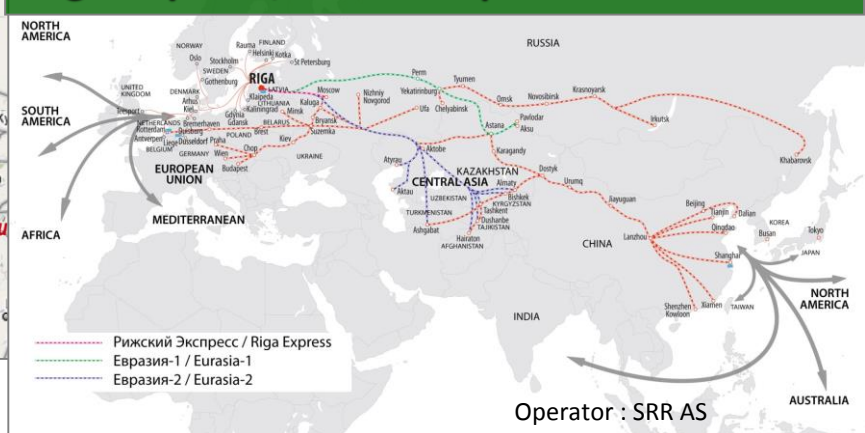 NORTH
AMERICA
SOUTH
AMERICA
AFRICA
NORWAY
Oslo
SWEDEN
Stockholm
Gothenburg
FINLAND
Rauma
Helsinki
Kotka
St Petersburg
RIGA
LATVIA
DENMARK
Arhus
Kiel
UNITED
KINGDOM
Teesport
NETHERLANDS
Rotterdam
Antwerpen
BELGIUM
Liege
Bremerhaven
Duisburg
Düsseldorf
GERMANY
Klaipeda
LITHUANIA
Kaliningrad
Gdynia
Gdansk
POLAND
Minsk
BELARUS
Brest
Praha
Wien
Chop
Budapest
Kiev
UKRAINE
Moscow
Kaluga
Bryansk
Suzemka
Nizhniy
Novgorod
Ufa
EUROPEAN
UNION
MEDITERRANEAN
RUSSIA
Perm
Yekatirinburg
Chelyabinsk
Tyumen
Omsk
Novosibirsk
Krasnoyarsk
Irkutsk
Khabarovsk
Astana
Pavlodar
Aksu
Karagandy
Aktobe
Atyrau
Aktau
KAZAKHSTAN
CENTRAL ASIA
Dostyk
Almaty
Bishkek
KYRGYZSTAN
UZBEKISTAN
Tashkent
Dushanbe
TAJIKISTAN
TURKMENISTAN
Ashgabat
Hairaton
AFGHANISTAN
Urumq
Jiayuguan
Lanzhou
CHINA
Beijing
Tianjin
Dalian
Qingdao
Shanghai
Xiamen
Shenzhen
Kowloon
TAIWAN
KOREA
Busan
Tokyo
JAPAN
INDIA
NORTH
AMERICA
AUSTRALIA
Рижский Экспресс / Riga Express
Евразия-1 / Eurasia-1
Евразия-2 / Eurasia-2
Operator : SRR AS